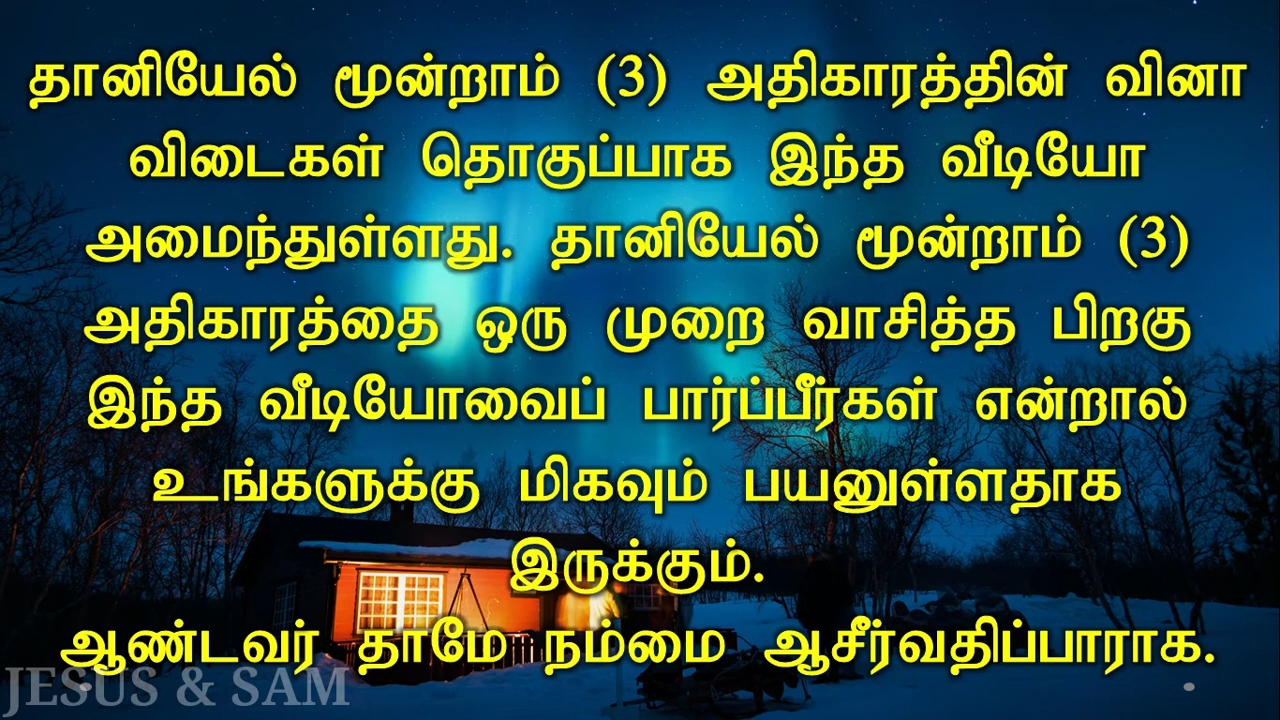 தானியேல் மூன்றாம் (3) அதிகாரத்தின் வினா
விடைகள் தொகுப்பாக இந்த வீடியோ
அமைந்துள்ளது. தானியேல் மூன்றாம் (3)
அதிகாரத்தை ஒரு முறை வாசித்த பிறகு
இந்த வீடியோவைப் பார்ப்பீர்கள் என்றால்
உங்களுக்கு மிகவும் பயனுள்ளதாக
இருக்கும்.
ஆண்டவர் தாமே நம்மை ஆசீர்வதிப்பாராக.
JESUS & SAM